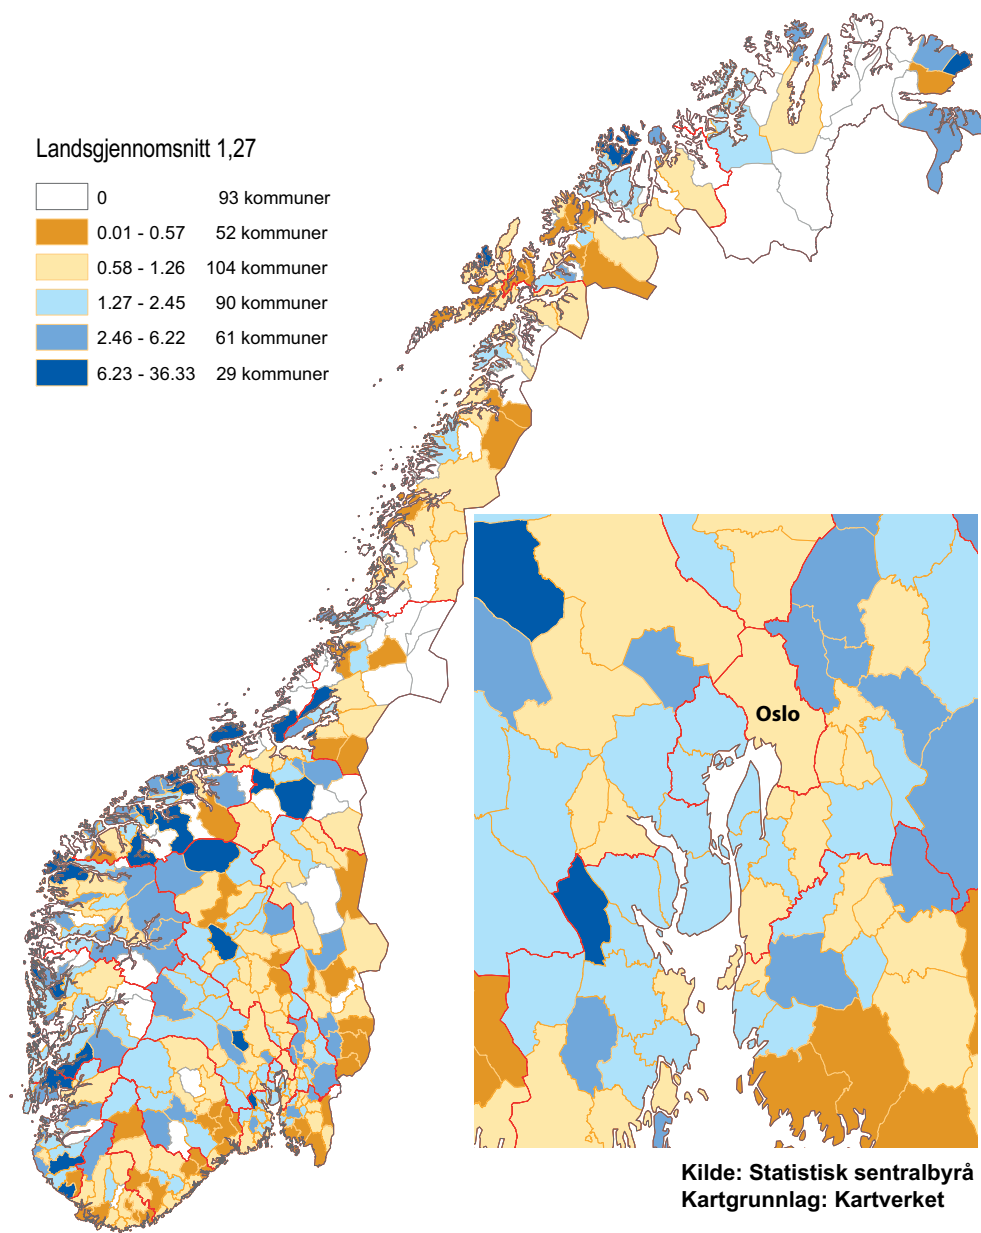 Landsgjennomsnitt 1,27
0 93 kommuner
0.01 - 0.57 52 kommuner
0.58 - 1.26 104 kommuner
1.27 - 2.45 90 kommuner
2.46 - 6.22 61 kommuner
6.23 - 36.33 29 kommuner
Oslo
Kilde: Statistisk sentralbyrå
Kartgrunnlag: Kartverket